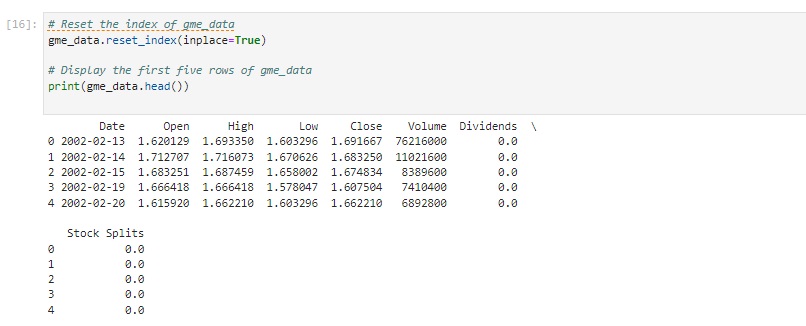 [16]: # Reset the index of gme_data
gme_data.reset_index(inplace=True)
# Display the first five rows of gme_data
print(gme_data.head())
Date Open High Low Close Volume Dividends \
0 2002-02-13 1.620129 1.693350 1.603296 1.691667 76216000 0.0
1 2002-02-14 1.712707 1.716073 1.670626 1.683250 11021600 0.0
2 2002-02-15 1.683251 1.687459 1.658002 1.674834 8389600 0.0
3 2002-02-19 1.666418 1.666418 1.578047 1.607504 7410400 0.0
4 2002-02-20 1.615920 1.662210 1.603296 1.662210 6892800 0.0
Stock Splits
0 0.0
1 0.0
2 0.0
3 0.0
4 0.0